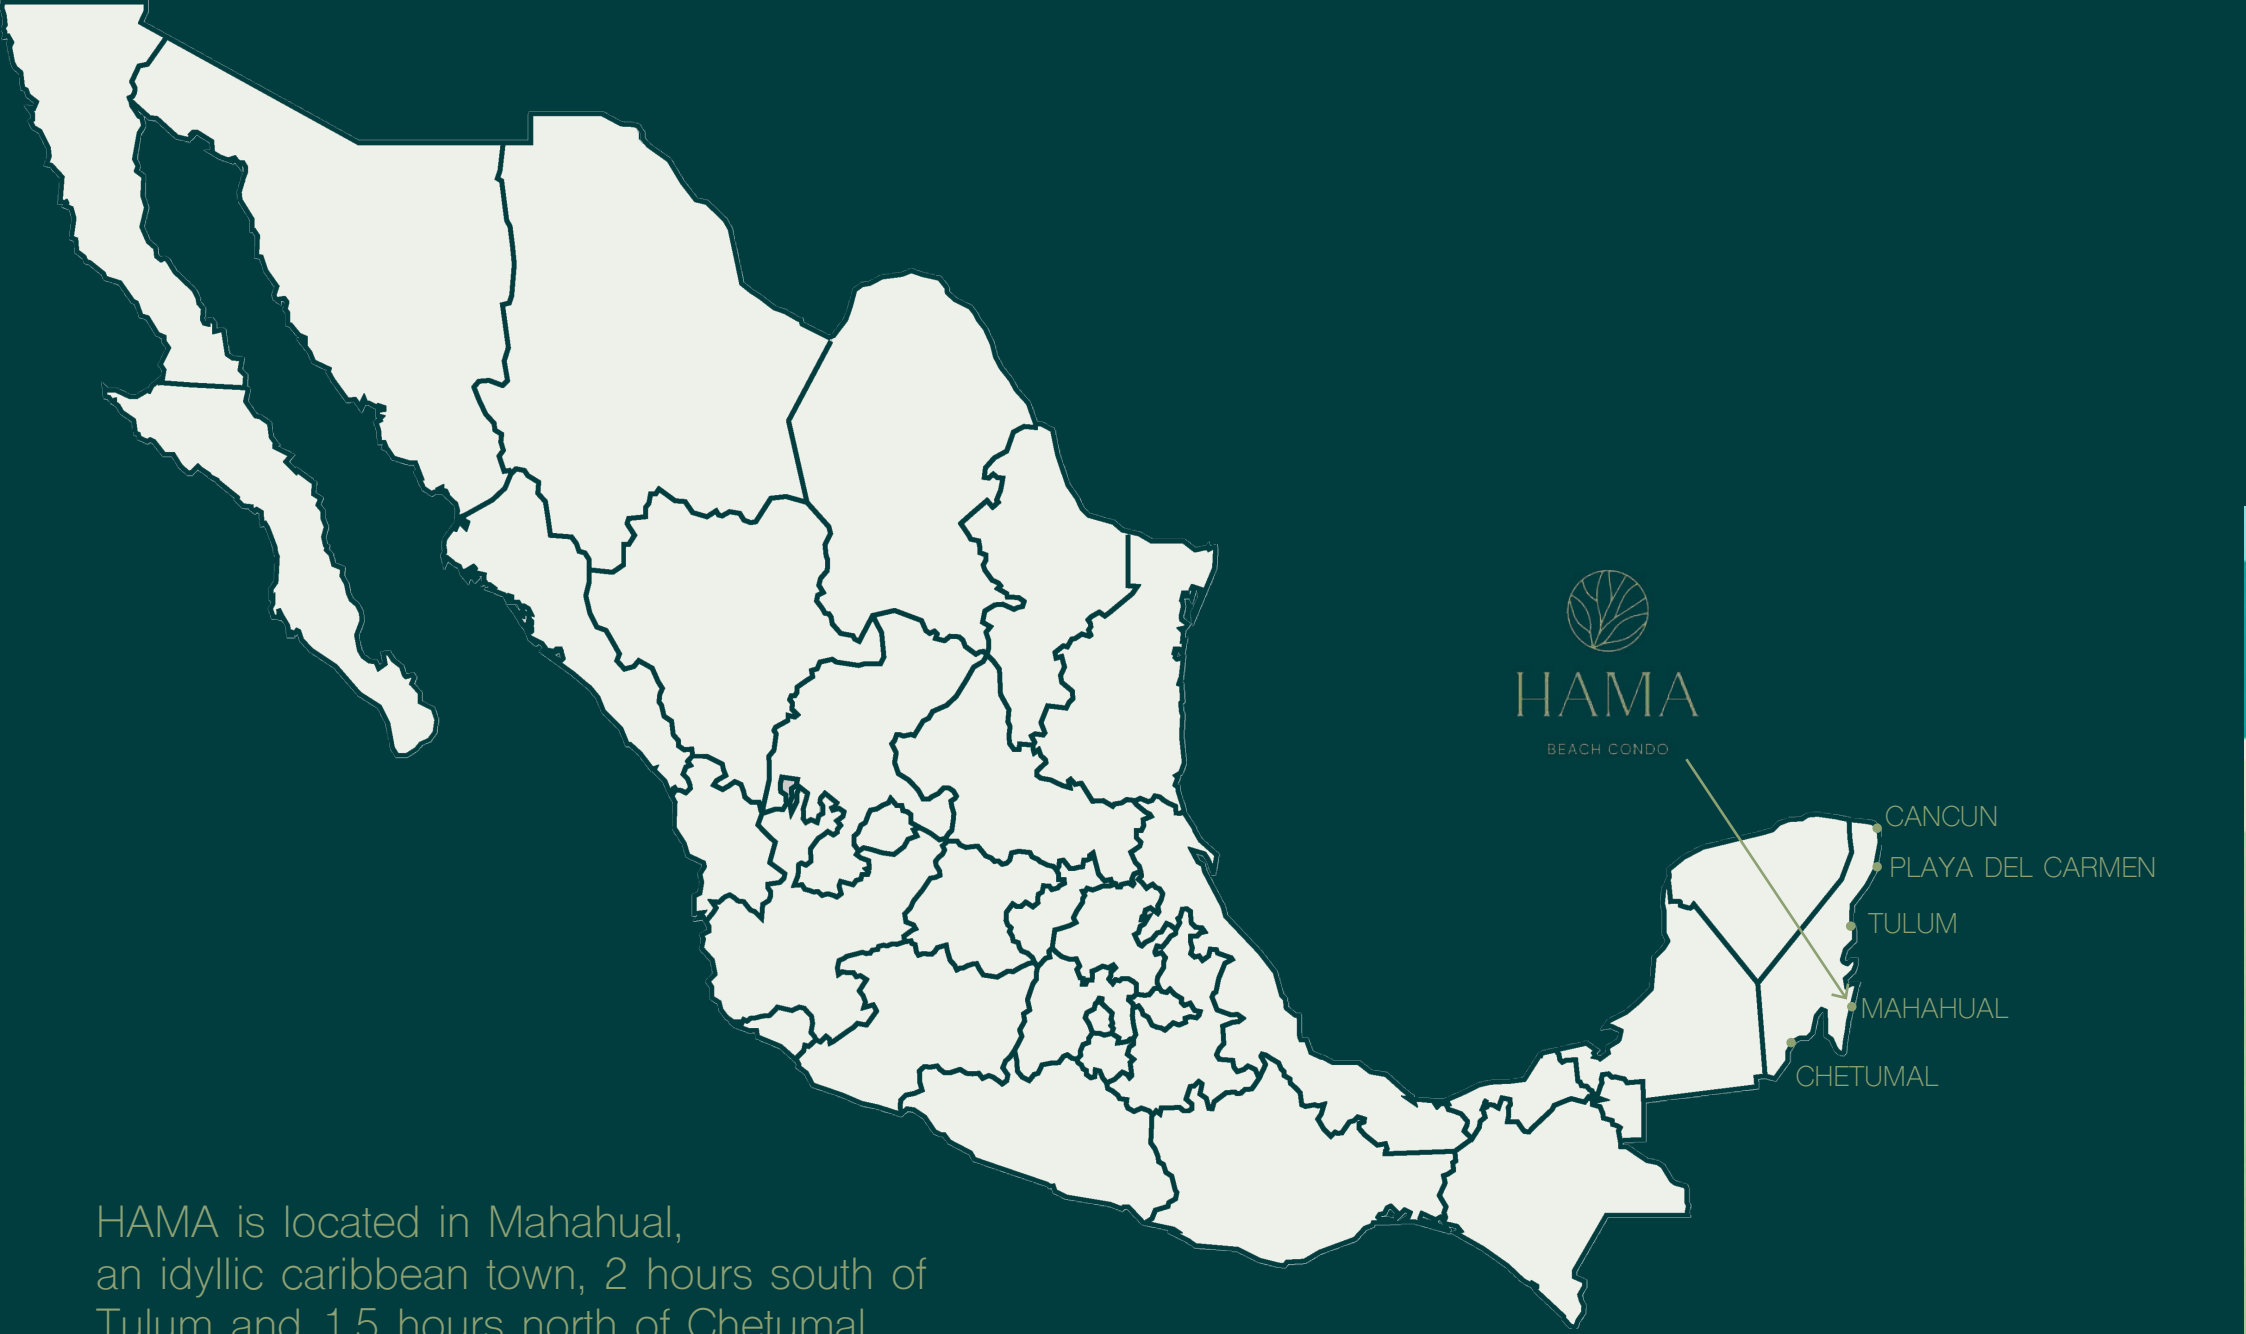 HAMA
BEACH CONDO
CANCUN
PLAYA DEL CARMEN
TULUM
MAHAHUAL
CHETUMAL
HAMA is located in Mahahual,
an idyllic caribbean town, 2 hours south of
Tulum and 1.5 hours north of Chetumal